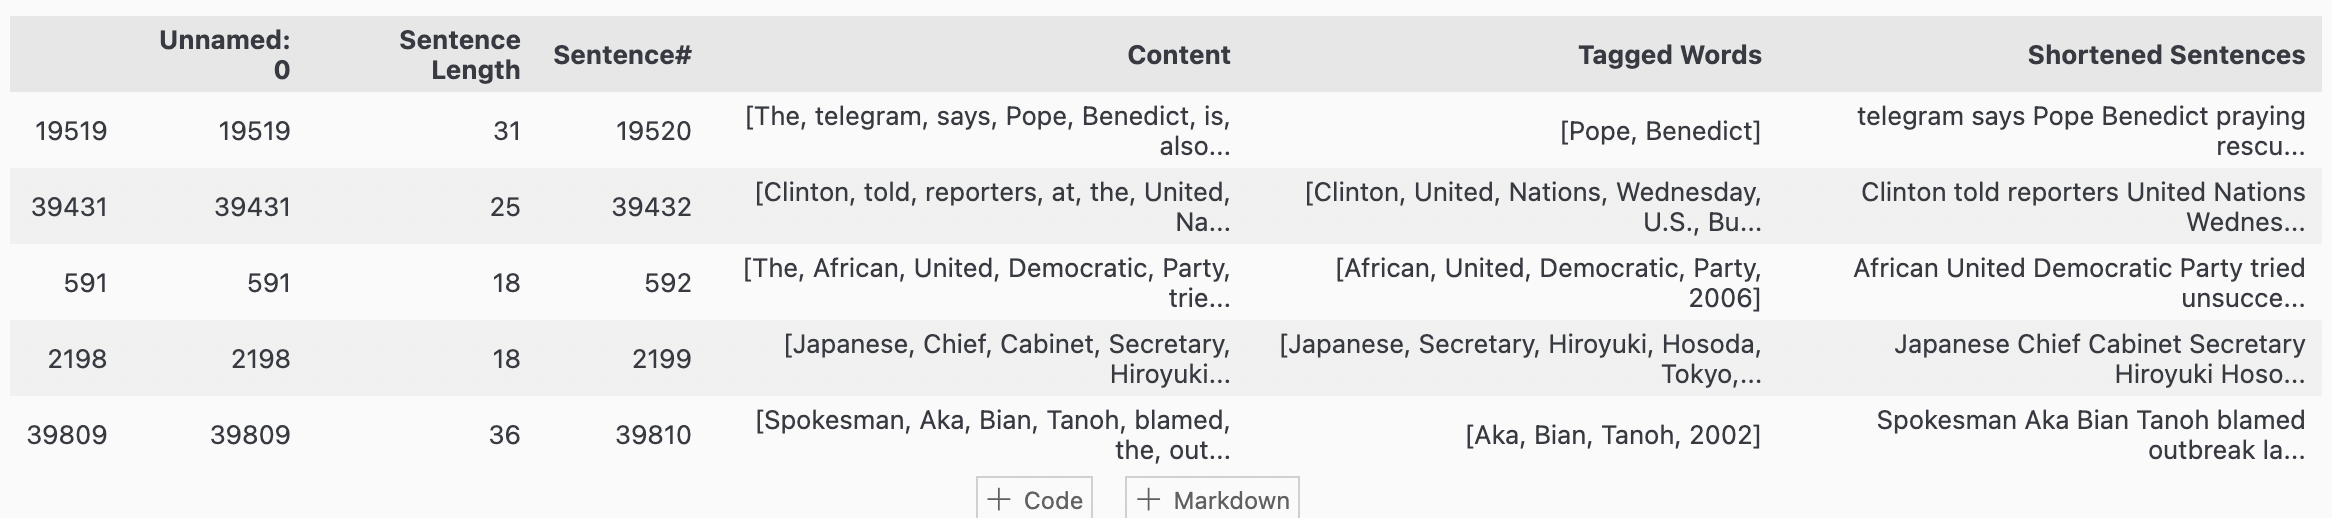 Unnamed: 0 Sentence Length Sentence# Content Tagged Words Shortened Sentences
19519 19519 31 19520 [The, telegram, says, Pope, Benedict, is, also... [Pope, Benedict] telegram says Pope Benedict praying rescu...
39431 39431 25 39432 [Clinton, told, reporters, at, the, United, Na... [Clinton, United, Nations, Wednesday, U.S., Bu... Clinton told reporters United Nations Wednes...
591 591 18 592 [The, African, United, Democratic, Party, trie... [African, United, Democratic, Party, 2006] African United Democratic Party tried unsucce...
2198 2198 18 2199 [Japanese, Chief, Cabinet, Secretary, Hiroyuki... [Japanese, Secretary, Hiroyuki, Hosoda, Tokyo,... Japanese Chief Cabinet Secretary Hiroyuki Hoso...
39809 39809 36 39810 [Spokesman, Aka, Bian, Tanoh, blamed, the, out... [Aka, Bian, Tanoh, 2002] Spokesman Aka Bian Tanoh blamed outbreak la...
+ Code + Markdown